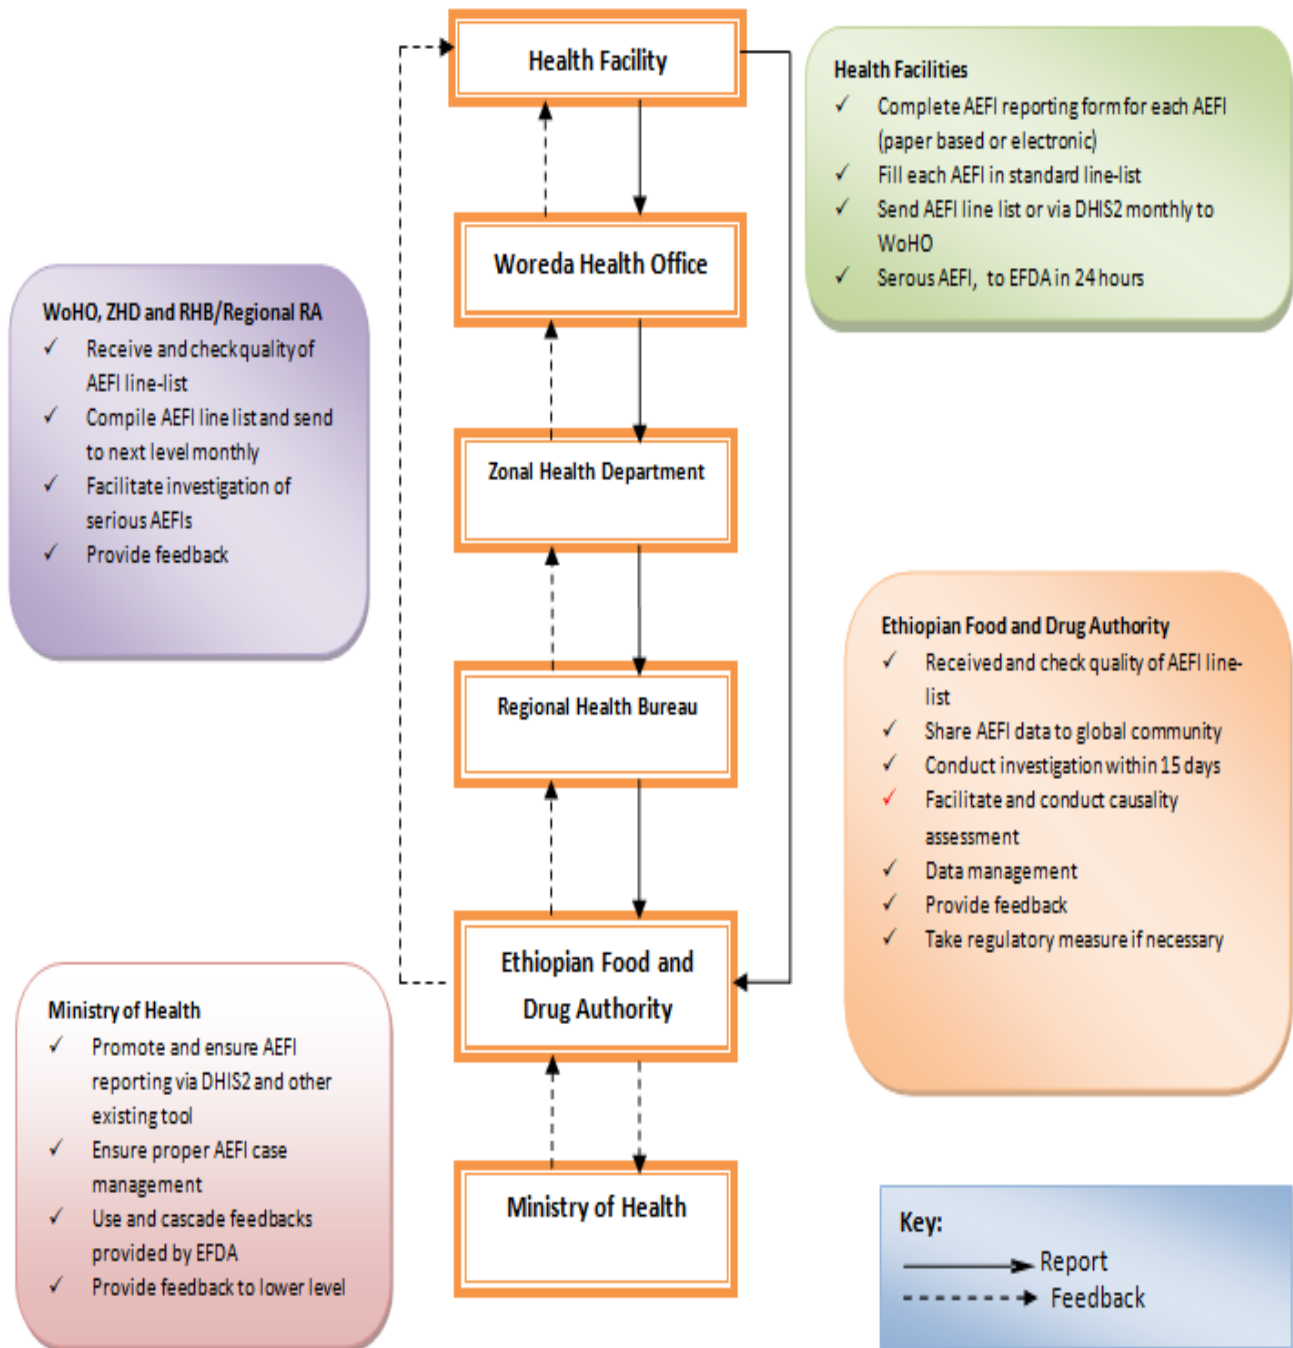 Health Facility
Woreda Health Office
Zonal Health Department
Regional Health Bureau
Ethiopian Food and
Drug Authority
Ministry of Health
Health Facilities
✓ Complete AEFI reporting form for each AEFI
(paper based or electronic)
✓ Fill each AEFI in standard line-list
✓ Send AEFI line list or via DHIS2 monthly to
WoHO
✓ Serous AEFI, to EFDA in 24 hours
WoHO, ZHD and RHB/Regional RA
✓ Receive and check quality of
AEFI line-list
✓ Compile AEFI line list and send
to next level monthly
✓ Facilitate investigation of
serious AEFIs
✓ Provide feedback
Ethiopian Food and Drug Authority
✓ Received and check quality of AEFI line-
list
✓ Share AEFI data to global community
✓ Conduct investigation within 15 days
✓ Facilitate and conduct causality
assessment
✓ Data management
✓ Provide feedback
✓ Take regulatory measure if necessary
Ministry of Health
✓ Promote and ensure AEFI
reporting via DHIS2 and other
existing tool
✓ Ensure proper AEFI case
management
✓ Use and cascade feedbacks
provided by EFDA
✓ Provide feedback to lower level
Key:
Report
Feedback